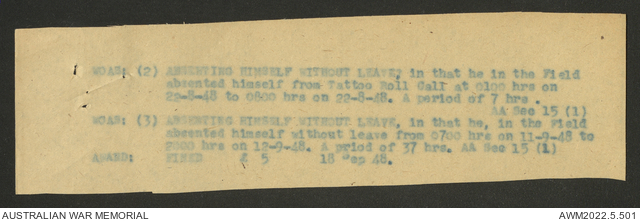 WOAS: (2) ABSENTING HIMSELF WITHOUT LEAVE, in that he in the Field
absented himself from Tattoo Roll Call at 0100 hrs on
22-8-48 to 0800 hrs on 22-8-48. A period of 7 hrs .
AA Sec 15 (1)
WOAS: (3) ABSENTING HIMSELF WITHOUT LEAVE, in that he, in the Field
absented himself without leave from 0700 hrs on 11-9-48 to
2000 hrs on 12-9-48. A priod of 37 hrs. AA Sec 15 (1)
AWARD: FINED £ 5 18 Sep 48.
AUSTRALIAN WAR MEMORIAL AWM2022.5.501